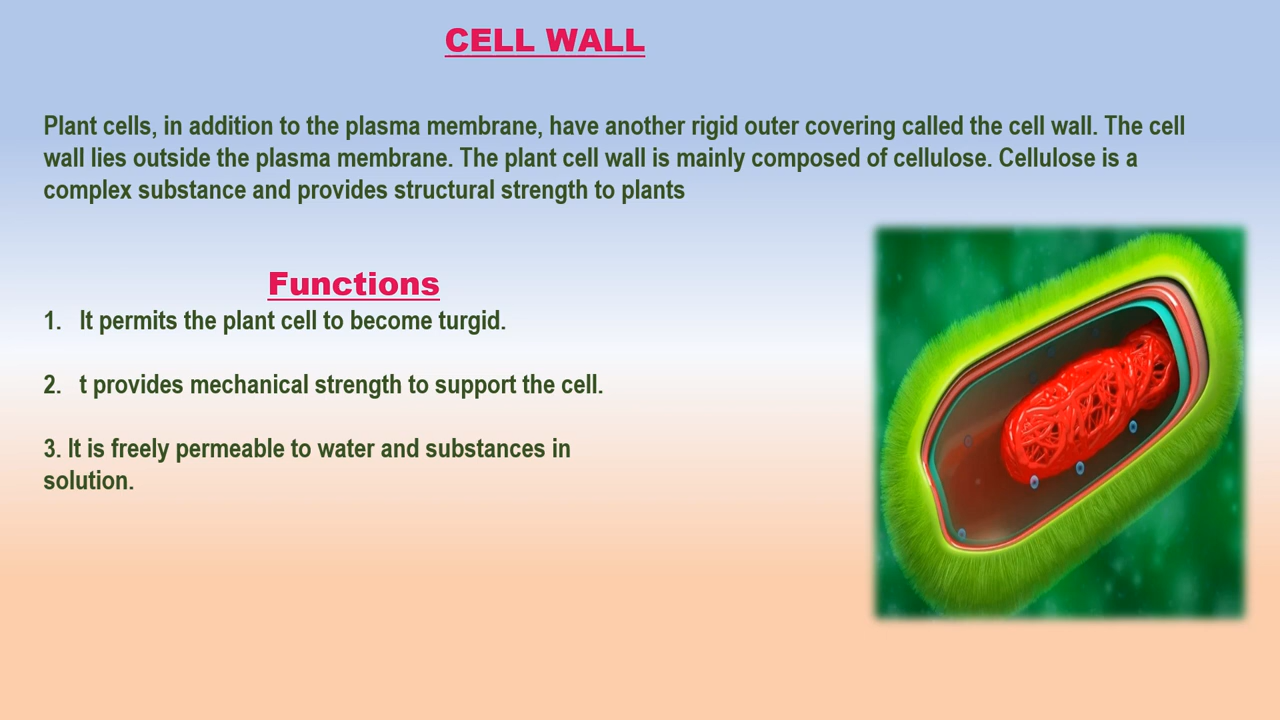 CELL WALL
Plant cells, in addition to the plasma membrane, have another rigid outer covering called the cell wall. The cell
wall lies outside the plasma membrane. The plant cell wall is mainly composed of cellulose. Cellulose is a
complex substance and provides structural strength to plants
Functions
1. It permits the plant cell to become turgid.
2. t provides mechanical strength to support the cell.
3. It is freely permeable to water and substances in
solution.